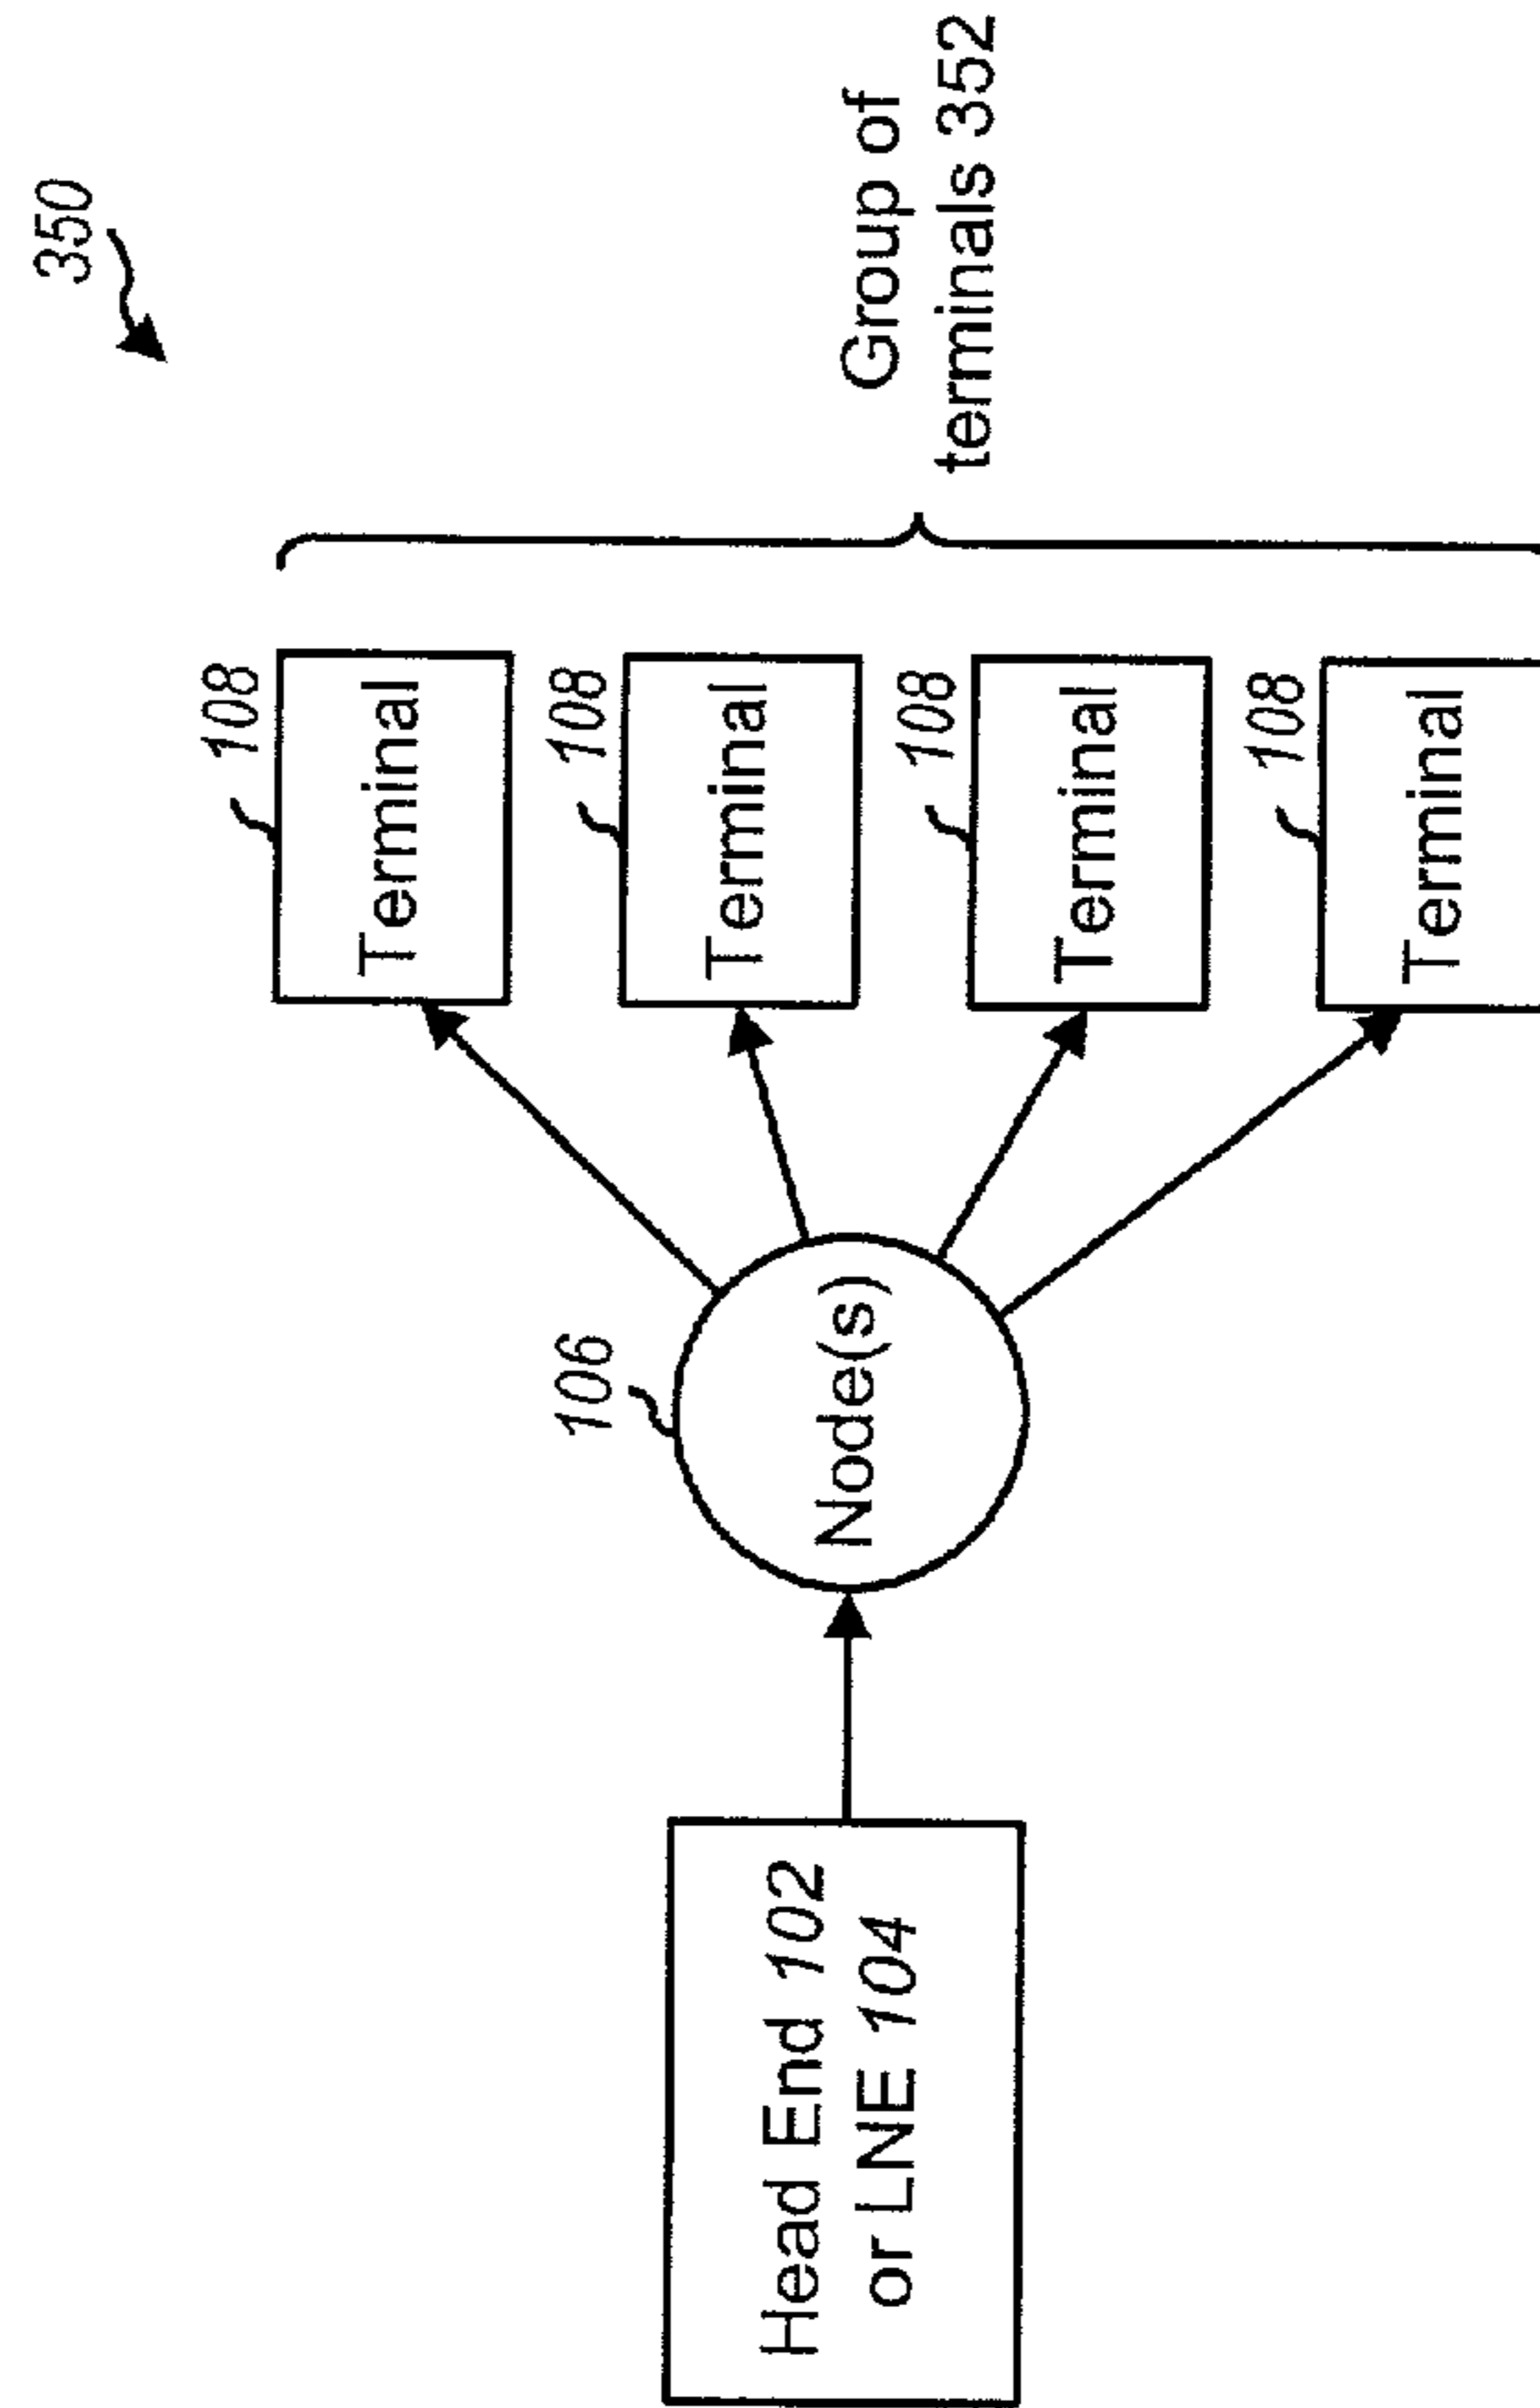 350
Head End 102
or LNE 104
106
Node(s)
108
Terminal
108
Terminal
108
Terminal
108
Terminal
Group of
terminals 352